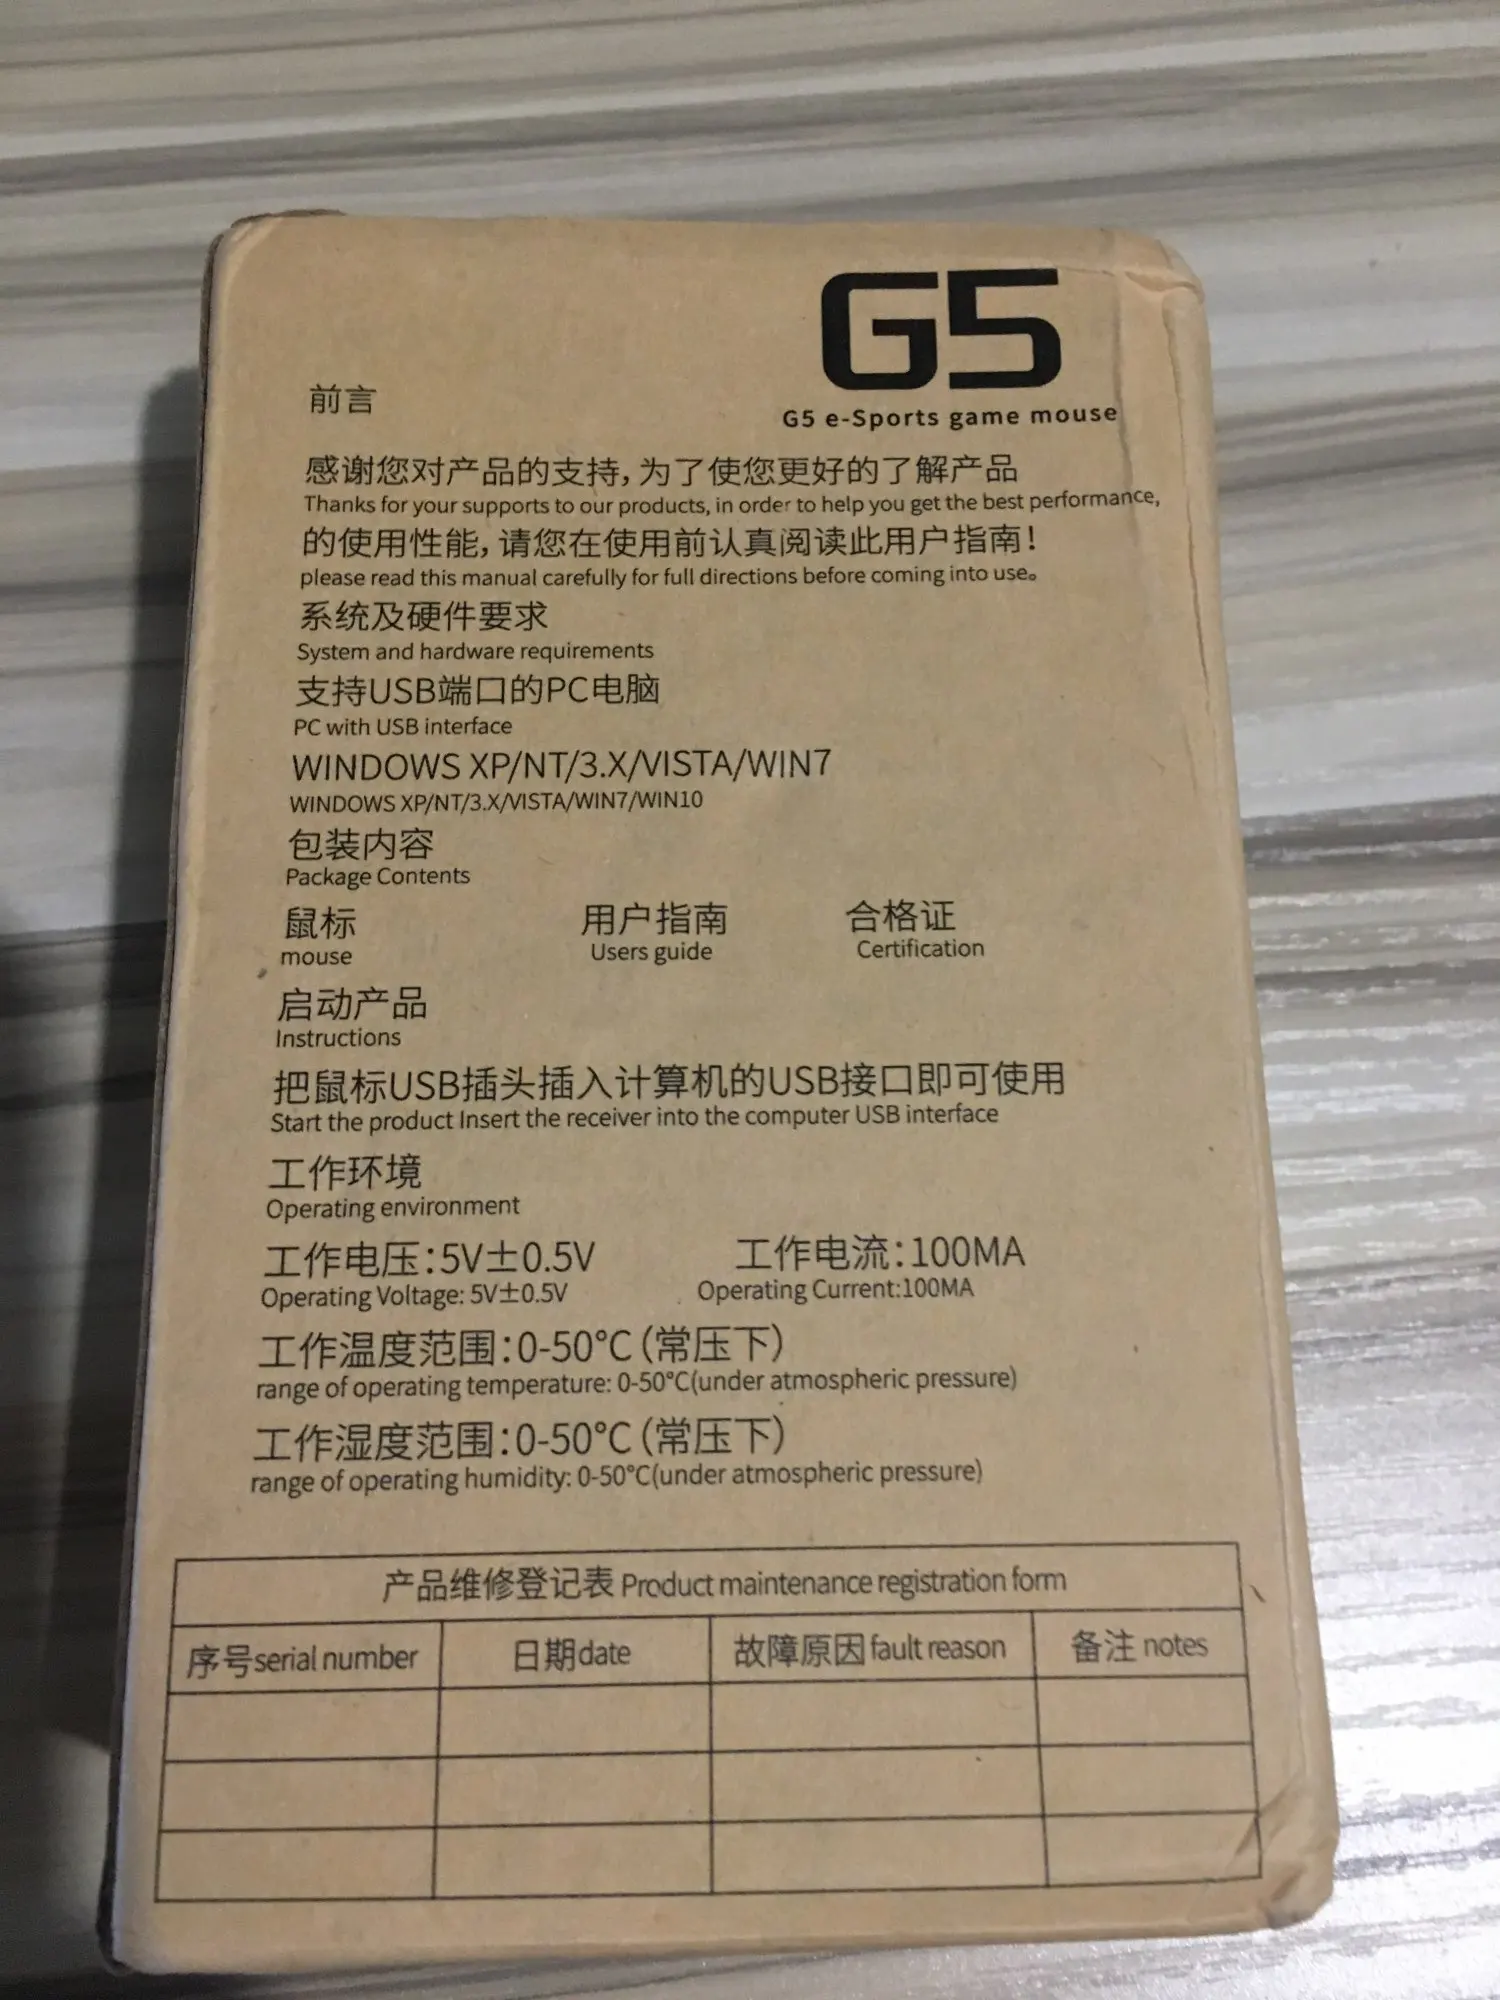 G5
G5 e-Sports game mouse
前言
感谢您对产品的支持，为了使您更好的了解产品
Thanks for your supports to our products, in order to help you get the best performance,
的使用性能，请您在使用前认真阅读此用户指南！
please read this manual carefully for full directions before coming into use。
系统及硬件要求
System and hardware requirements
支持USB端口的PC电脑
PC with USB interface
WINDOWS XP/NT/3.X/VISTA/WIN7
WINDOWS XP/NT/3.X/VISTA/WIN7/WIN10
包装内容
Package Contents
鼠标 用户指南 合格证
mouse Users guide Certification
启动产品
Instructions
把鼠标USB插头插入计算机的USB接口即可使用
Start the product Insert the receiver into the computer USB interface
工作环境
Operating environment
工作电压：5V±0.5V 工作电流：100MA
Operating Voltage: 5V±0.5V Operating Current:100MA
工作温度范围：0-50°C（常压下）
range of operating temperature: 0-50°C(under atmospheric pressure)
工作湿度范围：0-50°C（常压下）
range of operating humidity: 0-50°C(under atmospheric pressure)
产品维修登记表 Product maintenance registration form
序号serial number 日期date 故障原因fault reason 备注 notes